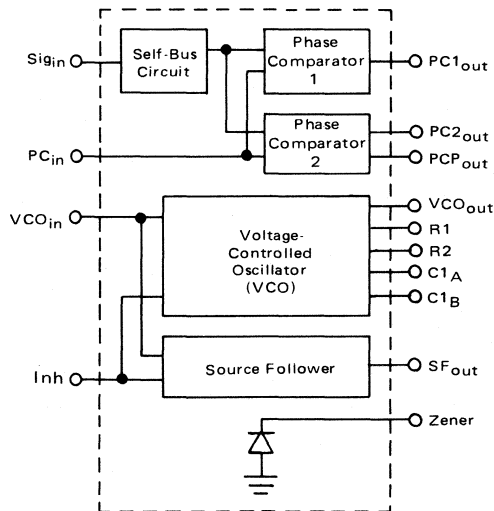 Sigin
Self-Bus
Circuit
Phase
Comparator
1
PC1out
PCin
Phase
Comparator
2
PC2out
PCPout
VCOin
Voltage-
Controlled
Oscillator
(VCO)
VCOout
R1
R2
C1A
C1B
Inh
Source Follower
SFout
Zener